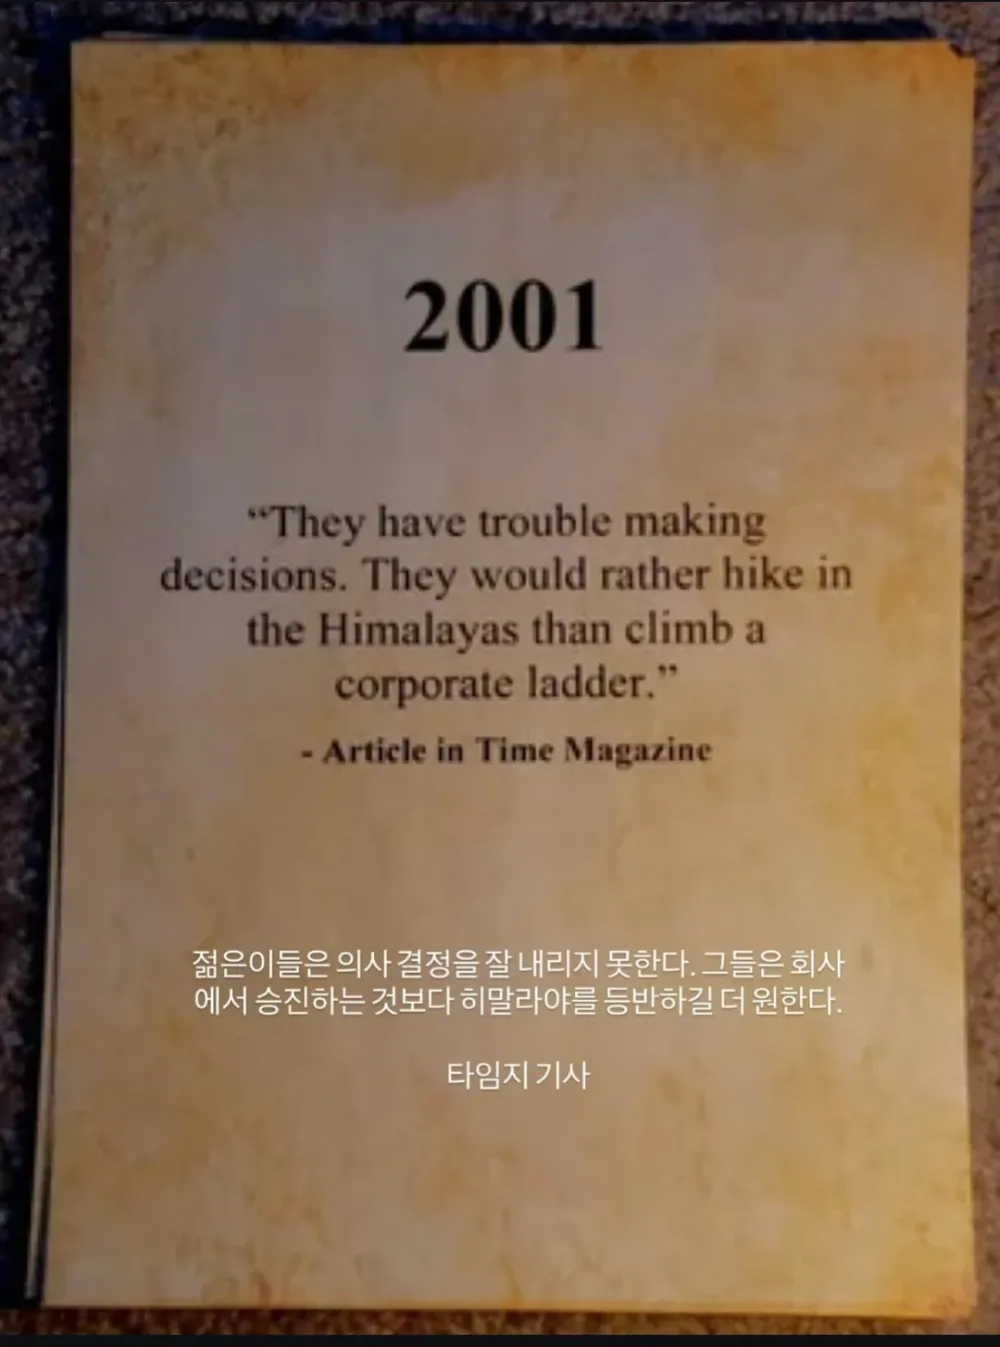 2001
“They have trouble making
decisions. They would rather hike in
the Himalayas than climb a
corporate ladder.”
- Article in Time Magazine
젊은이들은 의사 결정을 잘 내리지 못한다. 그들은 회사
에서 승진하는 것보다 히말라야를 등반하길 더 원한다.
타임지 기사